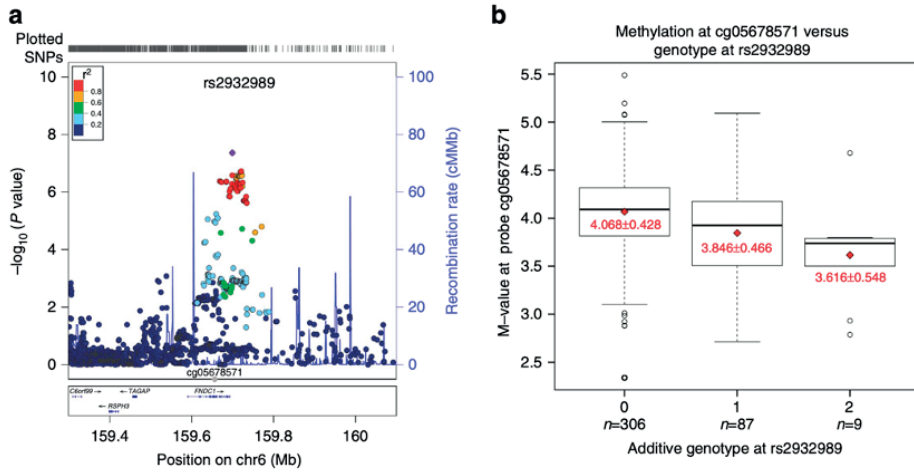 a
Plotted
SNPs
rs2932989
r2
0.8
0.6
0.4
0.2
10
8
6
4
2
0
–log10 (P value)
100
80
60
40
20
0
Recombination rate (cMMb)
cg05678571
C6orf99
TAGAP
FNDC1
RSPH3
159.4 159.6 159.8 160
Position on chr6 (Mb)
b
Methylation at cg05678571 versus
genotype at rs2932989
5.5
5.0
4.5
4.0
3.5
3.0
2.5
M–value at probe cg05678571
4.068±0.428
3.846±0.466
3.616±0.548
0 1 2
n=306 n=87 n=9
Additive genotype at rs2932989